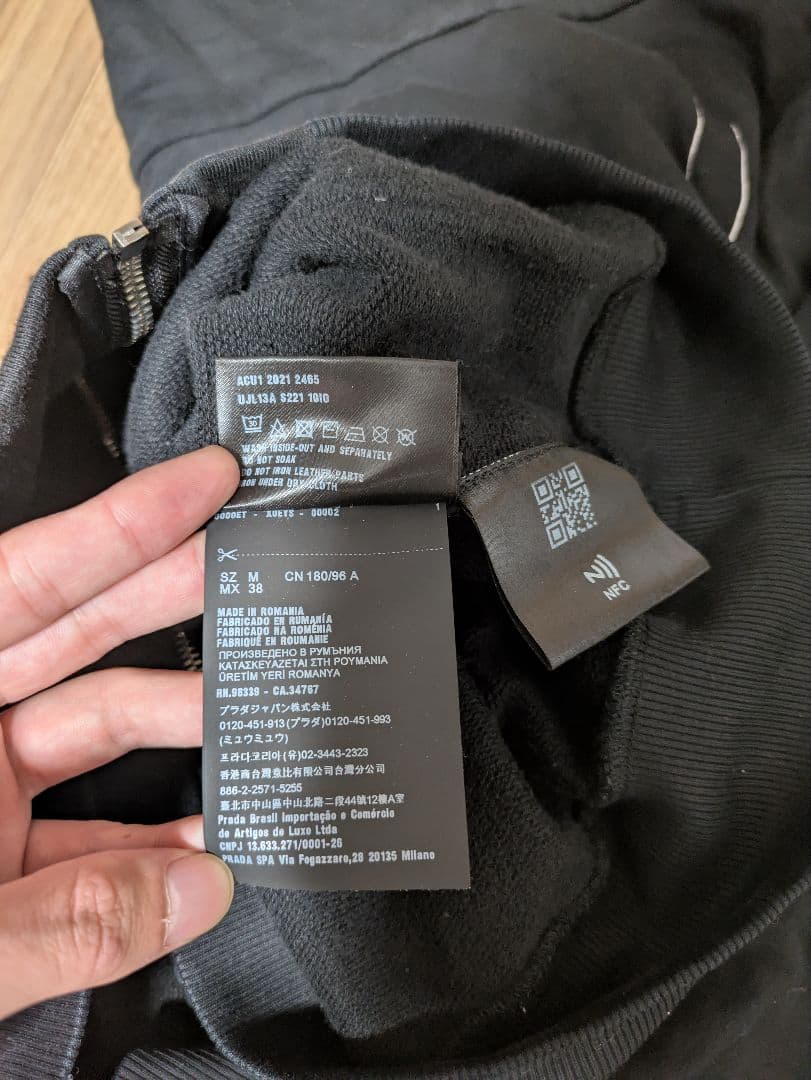 ACU1 2021 2465
UJL13A S221 10I0
30
WASH INSIDE-OUT AND SEPARATELY
DO NOT SOAK
DO NOT IRON LEATHER PARTS
IRON UNDER DRY CLOTH
00002
1
SZ M CN 180/96 A
MX 38
MADE IN ROMANIA
FABRICADO EN RUMANÍA
FABRICADO NA ROMÉNIA
FABRIQUÉ EN ROUMANIE
ПРОИЗВЕДЕНО В РУМЪНИЯ
ΚΑΤΑΣΚΕΥΑΖΕΤΑΙ ΣΤΗ ΡΟΥΜΑΝΙΑ
ÜRETİM YERİ ROMANYA
RN.98339 - CA.34767
プラダジャパン株式会社
0120-451-913(プラダ)0120-451-993
(ミュウミュウ)
프라다코리아(유)02-3443-2323
香港商台灣意比有限公司台灣分公司
886-2-2571-5255
臺北市中山區中山北路二段44號12樓A室
Prada Brasil Importação e Comércio
de Artigos de Luxo Ltda
CNPJ 13.633.271/0001-26
PRADA SPA Via Fogazzaro,28 20135 Milano
NFC